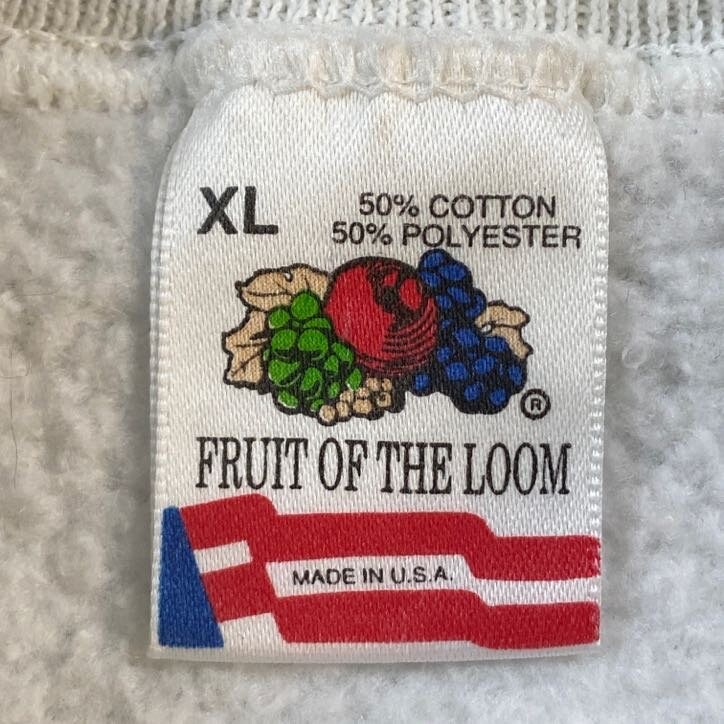 XL
50% COTTON
50% POLYESTER
®
FRUIT OF THE LOOM
MADE IN U.S.A.